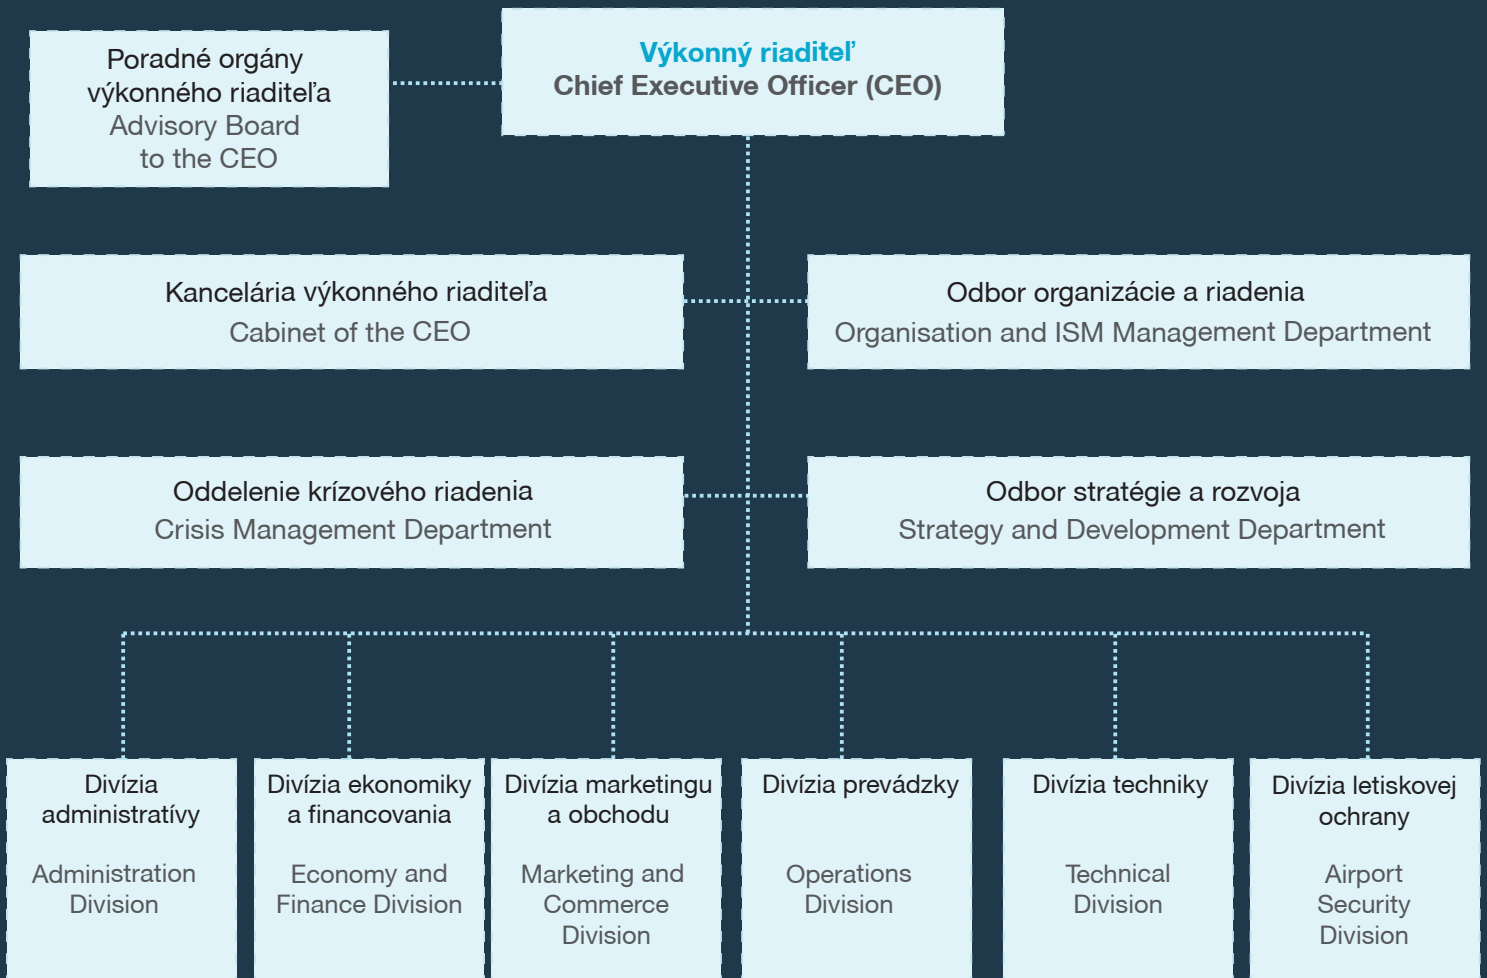 Poradné orgány
výkonného riaditeľa
Advisory Board
to the CEO
Výkonný riaditeľ
Chief Executive Officer (CEO)
Kancelária výkonného riaditeľa
Cabinet of the CEO
Odbor organizácie a riadenia
Organisation and ISM Management Department
Oddelenie krízového riadenia
Crisis Management Department
Odbor stratégie a rozvoja
Strategy and Development Department
Divízia
administratívy
Administration
Division
Divízia ekonomiky
a financovania
Economy and
Finance Division
Divízia marketingu
a obchodu
Marketing and
Commerce
Division
Divízia prevádzky
Operations
Division
Divízia techniky
Technical
Division
Divízia letiskovej
ochrany
Airport
Security
Division